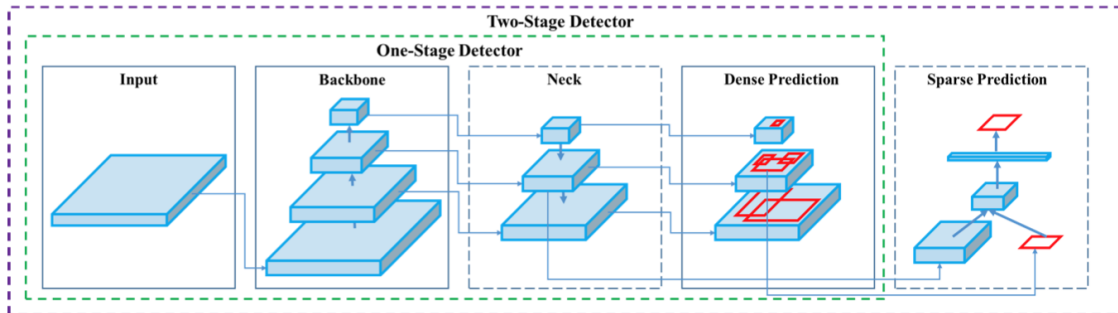 Two-Stage Detector
One-Stage Detector
Input
Backbone
Neck
Dense Prediction
Sparse Prediction